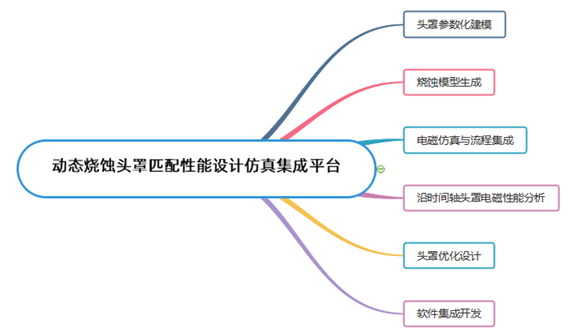 动态烧蚀头罩匹配性能设计仿真集成平台
头罩参数化建模
烧蚀模型生成
电磁仿真与流程集成
沿时间轴头罩电磁性能分析
头罩优化设计
软件集成开发